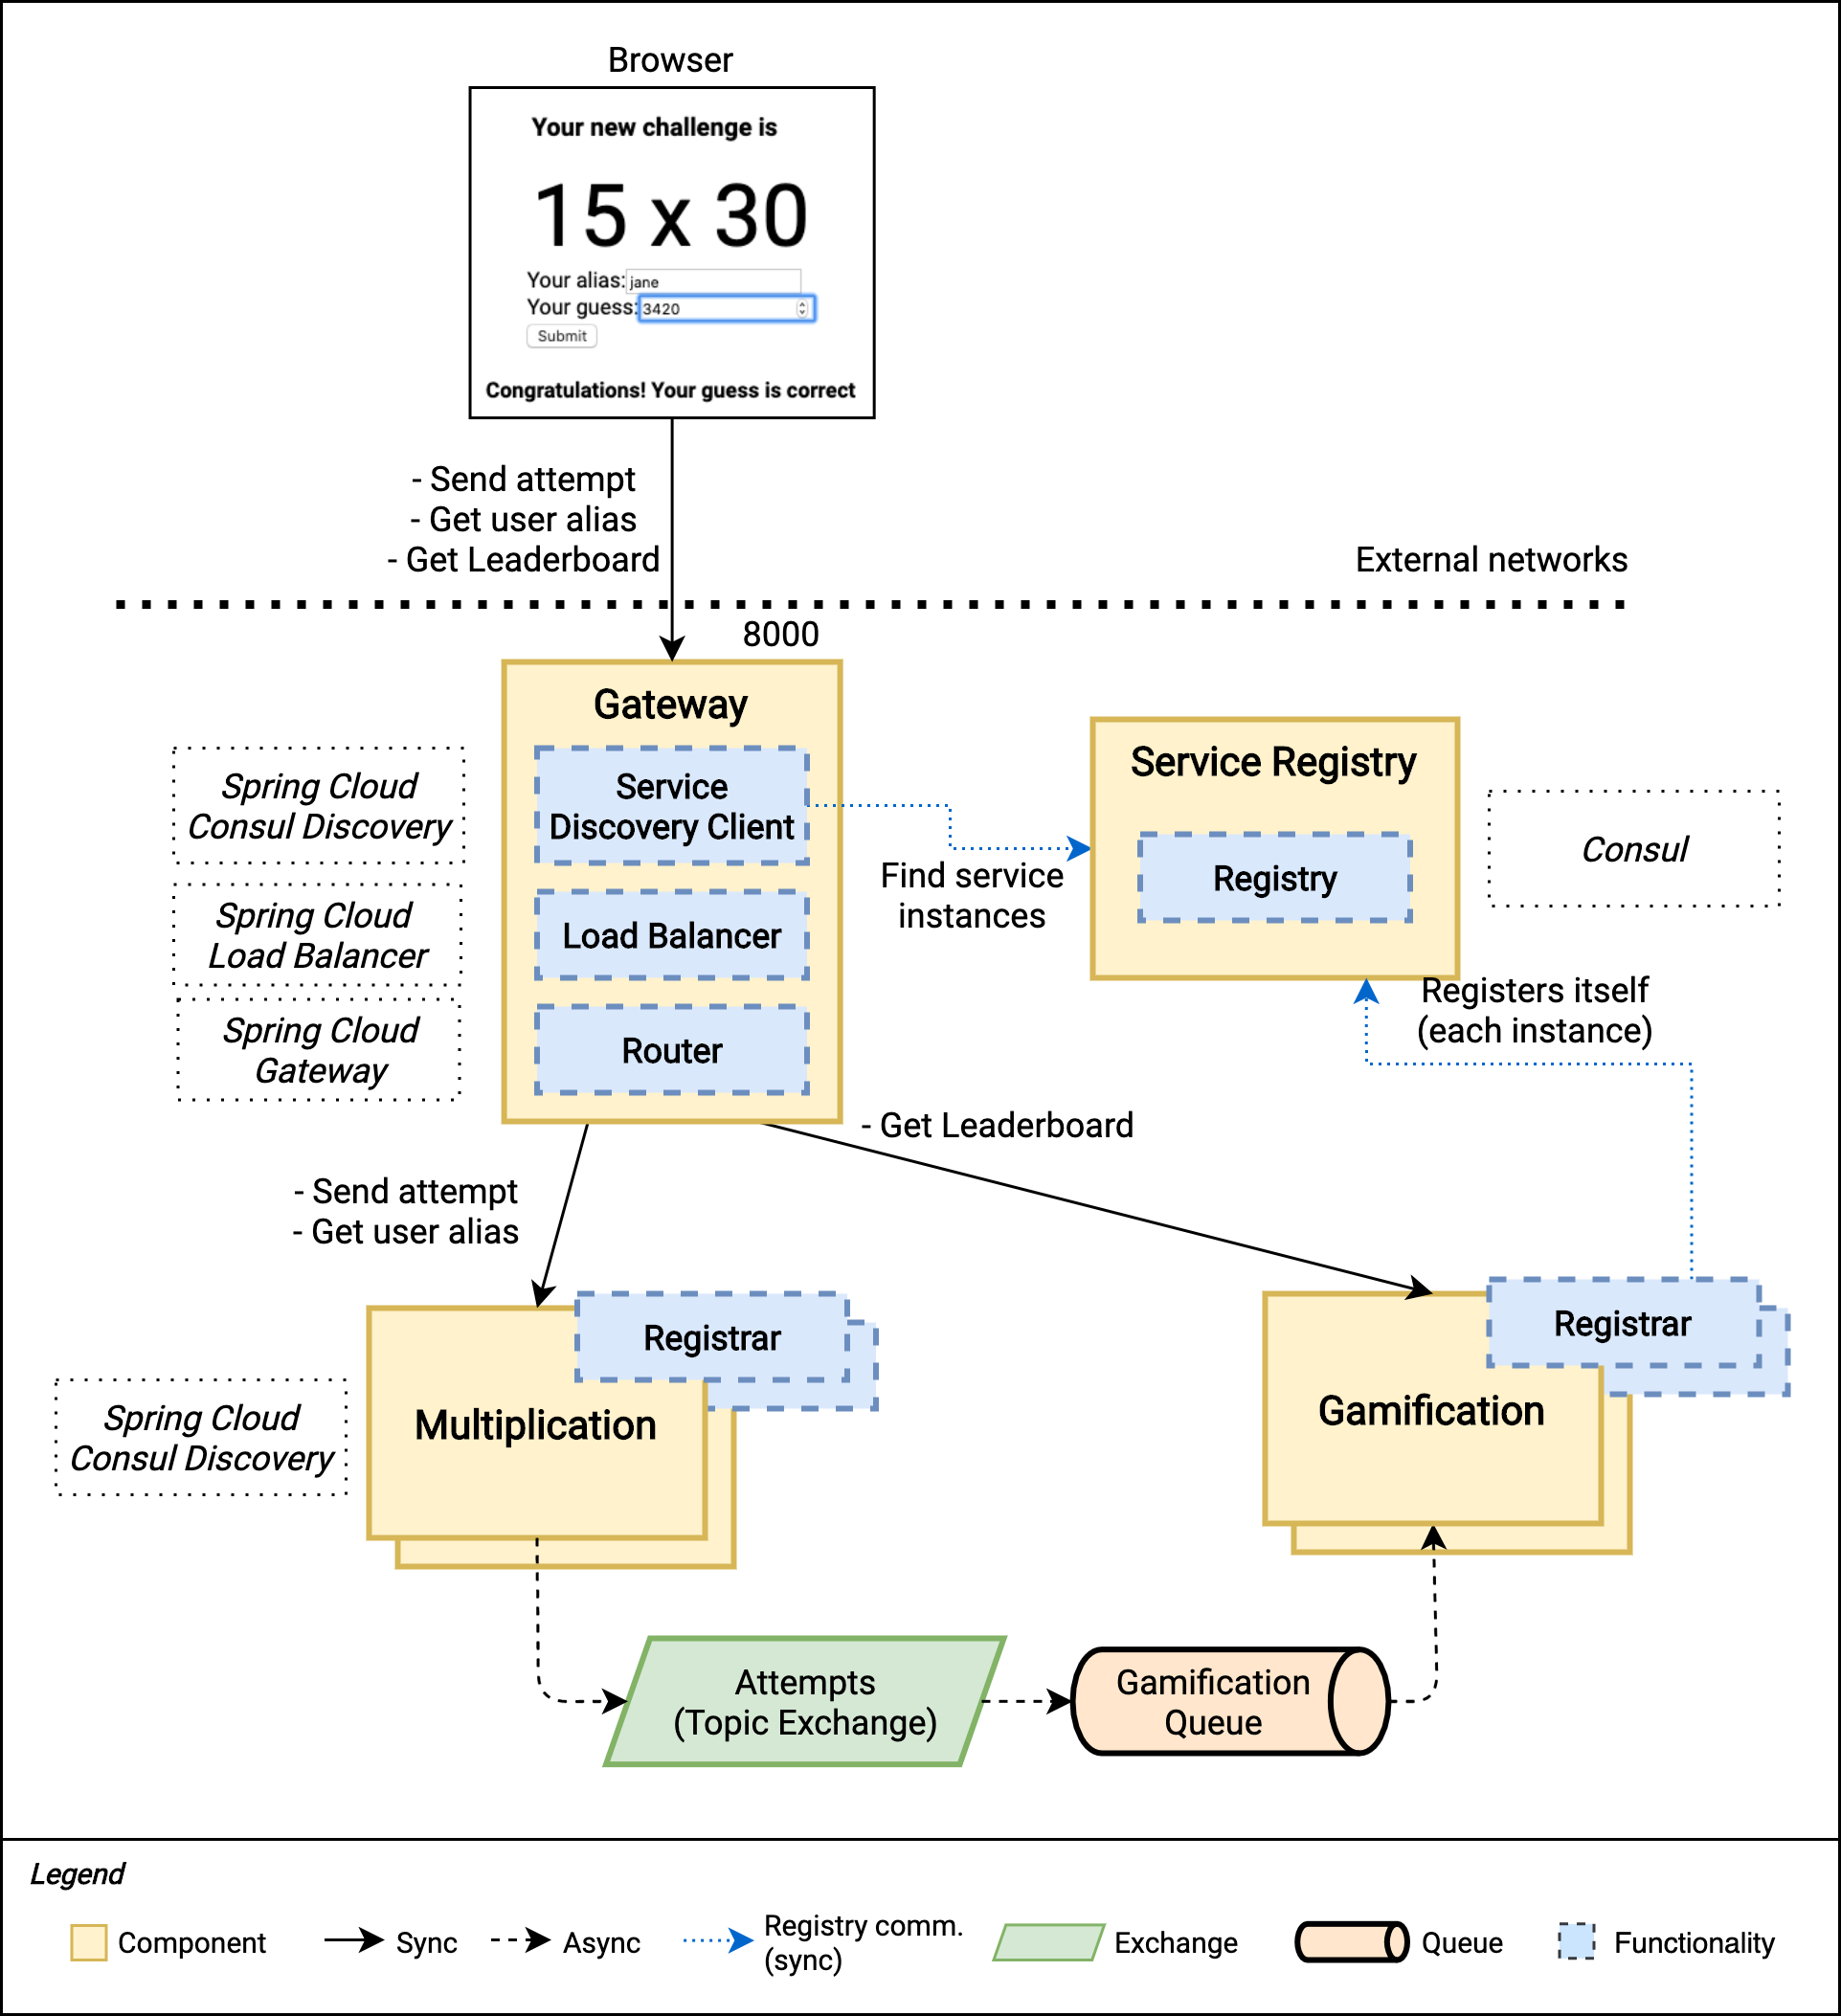 Browser
Your new challenge is
15 x 30
Your alias: jane
Your guess: 3420
Submit
Congratulations! Your guess is correct
- Send attempt
- Get user alias
- Get Leaderboard
External networks
8000
Gateway
Service
Discovery Client
Load Balancer
Router
Spring Cloud
Consul Discovery
Spring Cloud
Load Balancer
Spring Cloud
Gateway
Find service
instances
Service Registry
Registry
Consul
Registers itself
(each instance)
- Get Leaderboard
- Send attempt
- Get user alias
Registrar
Multiplication
Spring Cloud
Consul Discovery
Registrar
Gamification
Attempts
(Topic Exchange)
Gamification
Queue
Legend
Component
Sync
Async
Registry comm.
(sync)
Exchange
Queue
Functionality